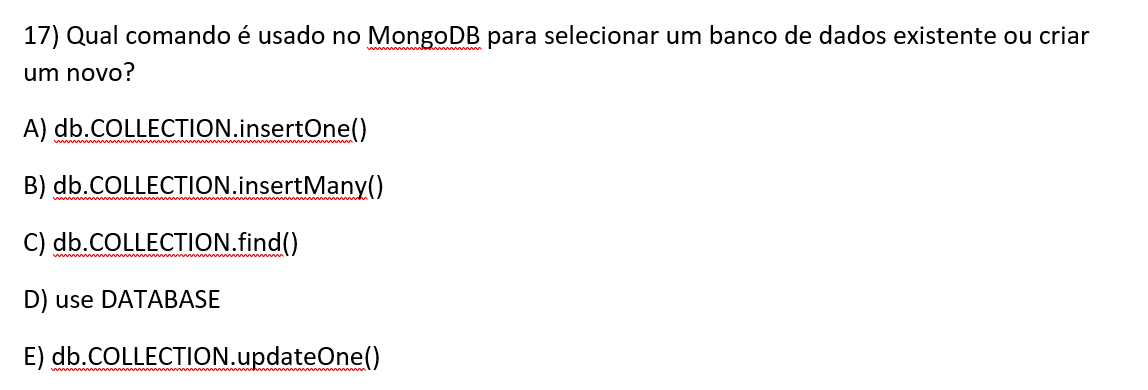 17) Qual comando é usado no MongoDB para selecionar um banco de dados existente ou criar
um novo?
A) db.COLLECTION.insertOne()
B) db.COLLECTION.insertMany()
C) db.COLLECTION.find()
D) use DATABASE
E) db.COLLECTION.updateOne()